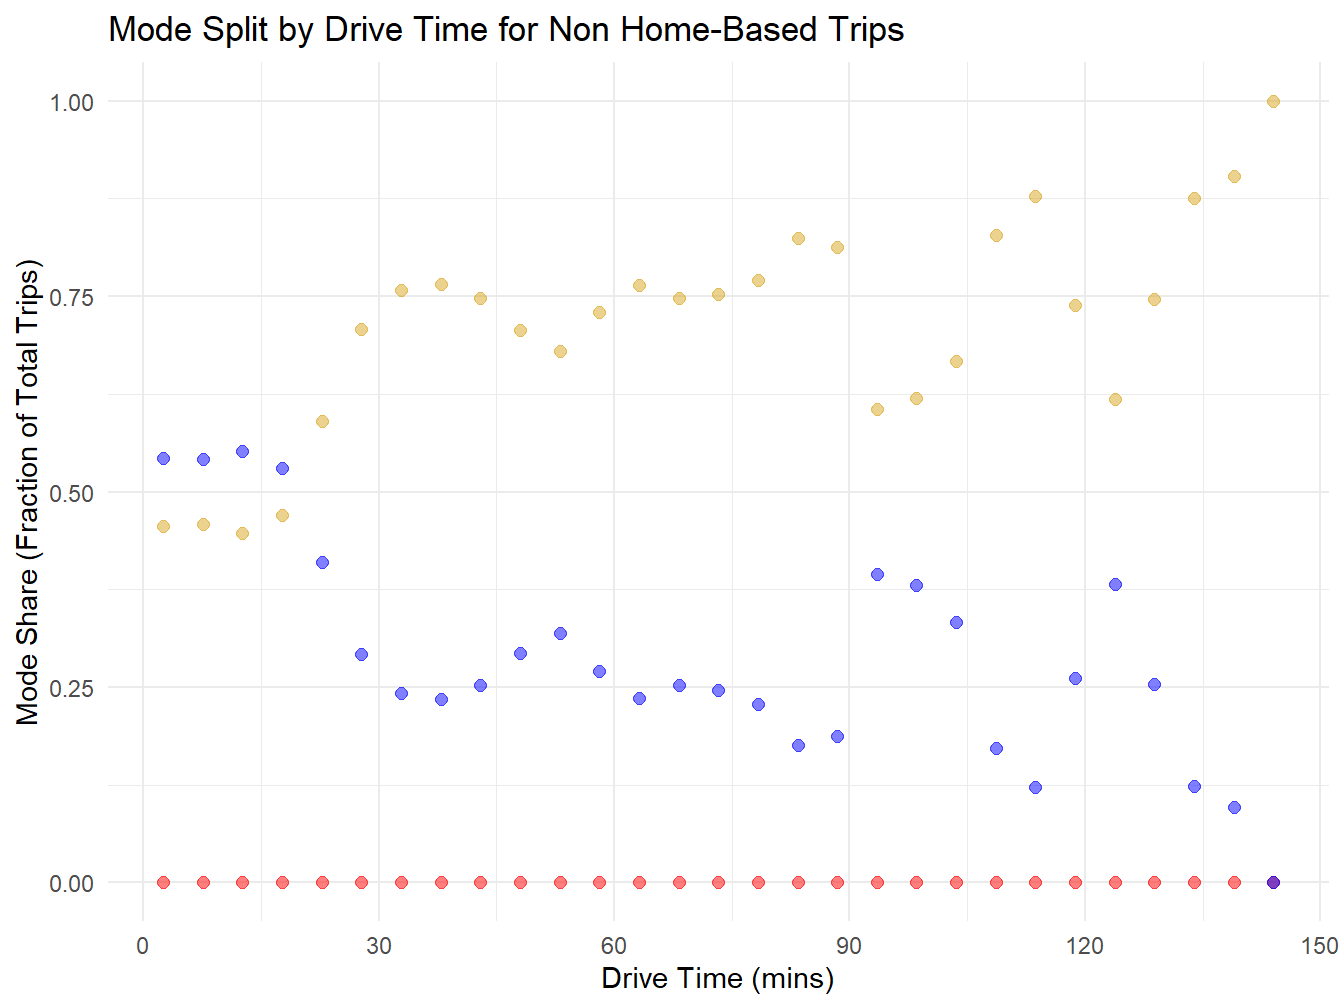 Mode Split by Drive Time for Non Home-Based Trips
Mode Share (Fraction of Total Trips)
1.00
0.75
0.50
0.25
0.00
0 30 60 90 120 150
Drive Time (mins)